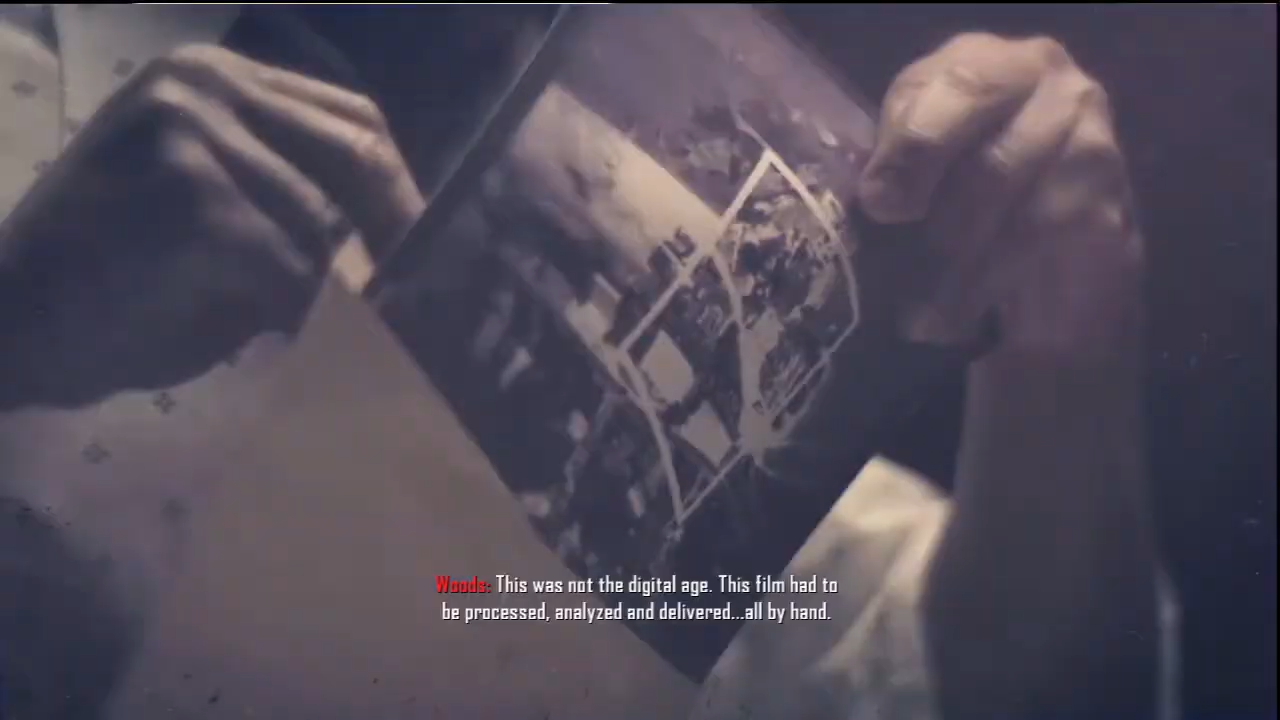 Woods: This was not the digital age. This film had to
be processed, analyzed and delivered...all by hand.